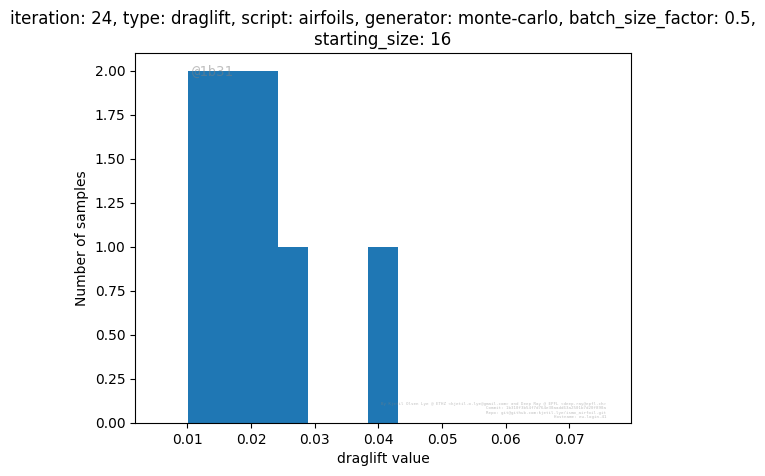 iteration: 24, type: draglift, script: airfoils, generator: monte-carlo, batch_size_factor: 0.5,
starting_size: 16
@1b31
2.00
1.75
1.50
1.25
1.00
0.75
0.50
0.25
0.00
Number of samples
0.01 0.02 0.03 0.04 0.05 0.06 0.07
draglift value